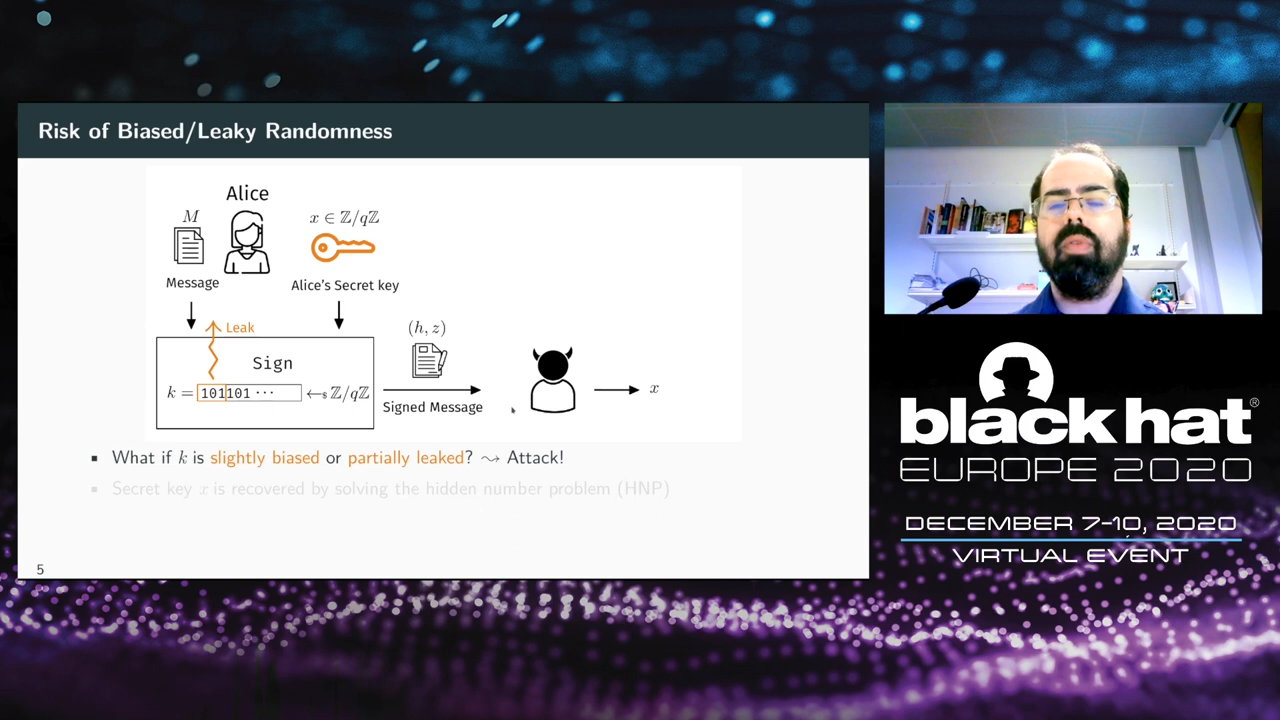 Risk of Biased/Leaky Randomness
Alice
M
x ∈ ℤ/qℤ
Message
Alice's Secret key
Leak
(h, z)
Sign
k = 101101 ··· ←$ ℤ/qℤ
Signed Message
x
▪ What if k is slightly biased or partially leaked? ⇝ Attack!
▪ Secret key x is recovered by solving the hidden number problem (HNP)
5
black hat®
EUROPE 2020
DECEMBER 7-10, 2020
VIRTUAL EVENT